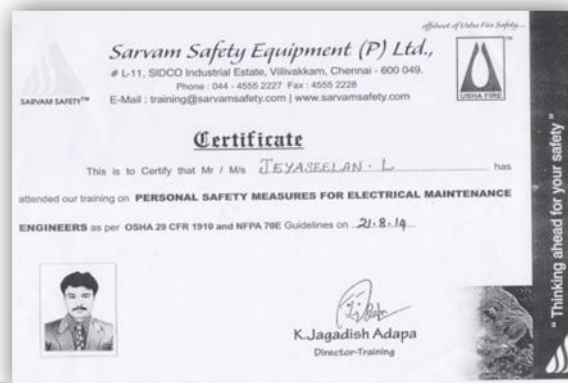 offshoot of Usha Fire Safety...
Sarvam Safety Equipment (P) Ltd.,
# L-11, SIDCO Industrial Estate, Villivakkam, Chennai - 600 049.
Phone : 044 - 4555 2227 Fax : 4555 2228
E-Mail : training@sarvamsafety.com | www.sarvamsafety.com
SARVAM SAFETY™
USHA FIRE
TM
Certificate
This is to Certify that Mr / M/s JEYASEELAN . L has
attended our training on PERSONAL SAFETY MEASURES FOR ELECTRICAL MAINTENANCE
ENGINEERS as per OSHA 29 CFR 1910 and NFPA 70E Guidelines on 21.8.14
K.Jagadish Adapa
Director-Training
" Thinking ahead for your safety "